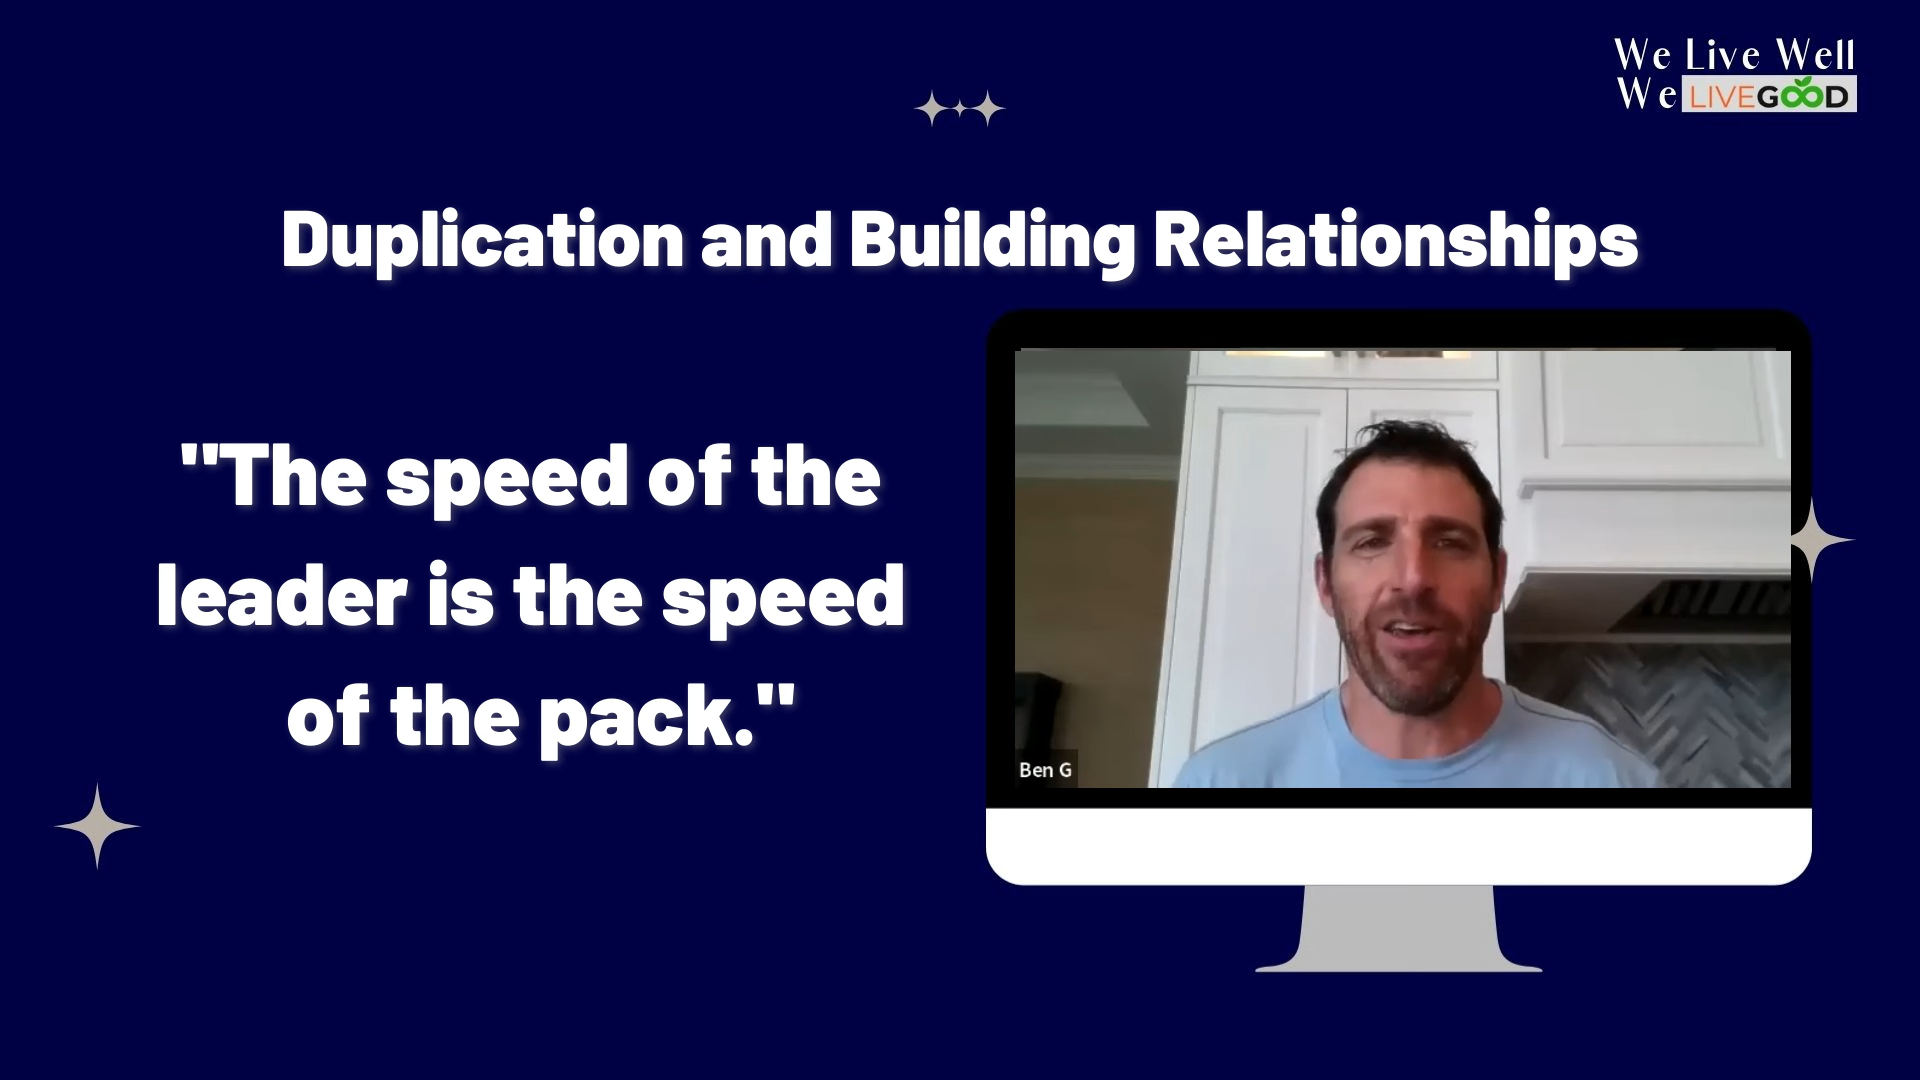 We Live Well
We LIVEGOOD
Duplication and Building Relationships
"The speed of the
leader is the speed
of the pack."
Ben G